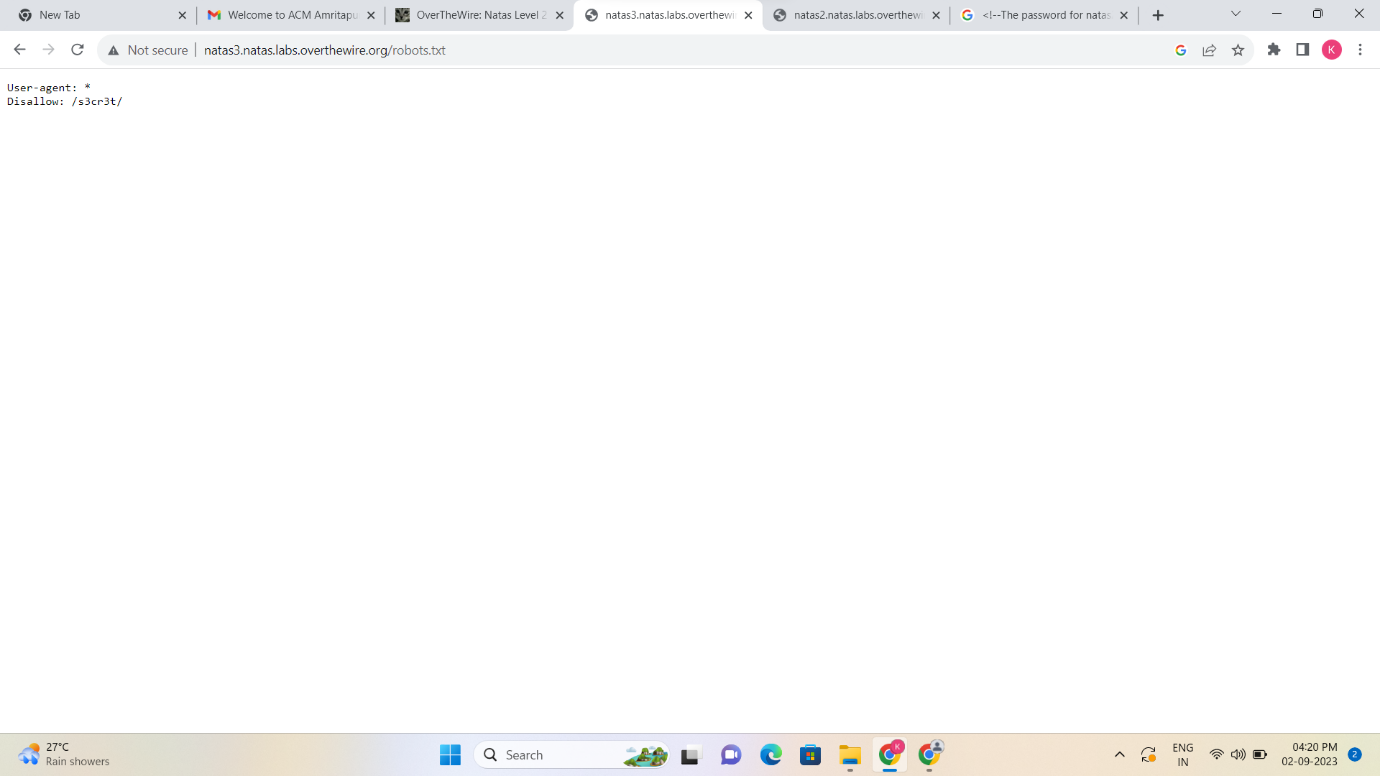 New Tab
Welcome to ACM Amritapu
OverTheWire: Natas Level 2
natas3.natas.labs.overthewi
natas2.natas.labs.overthewi
<!--The password for natas
Not secure
natas3.natas.labs.overthewire.org/robots.txt
K
User-agent: *
Disallow: /s3cr3t/
27°C
Rain showers
Search
K
ENG
IN
04:20 PM
02-09-2023
2